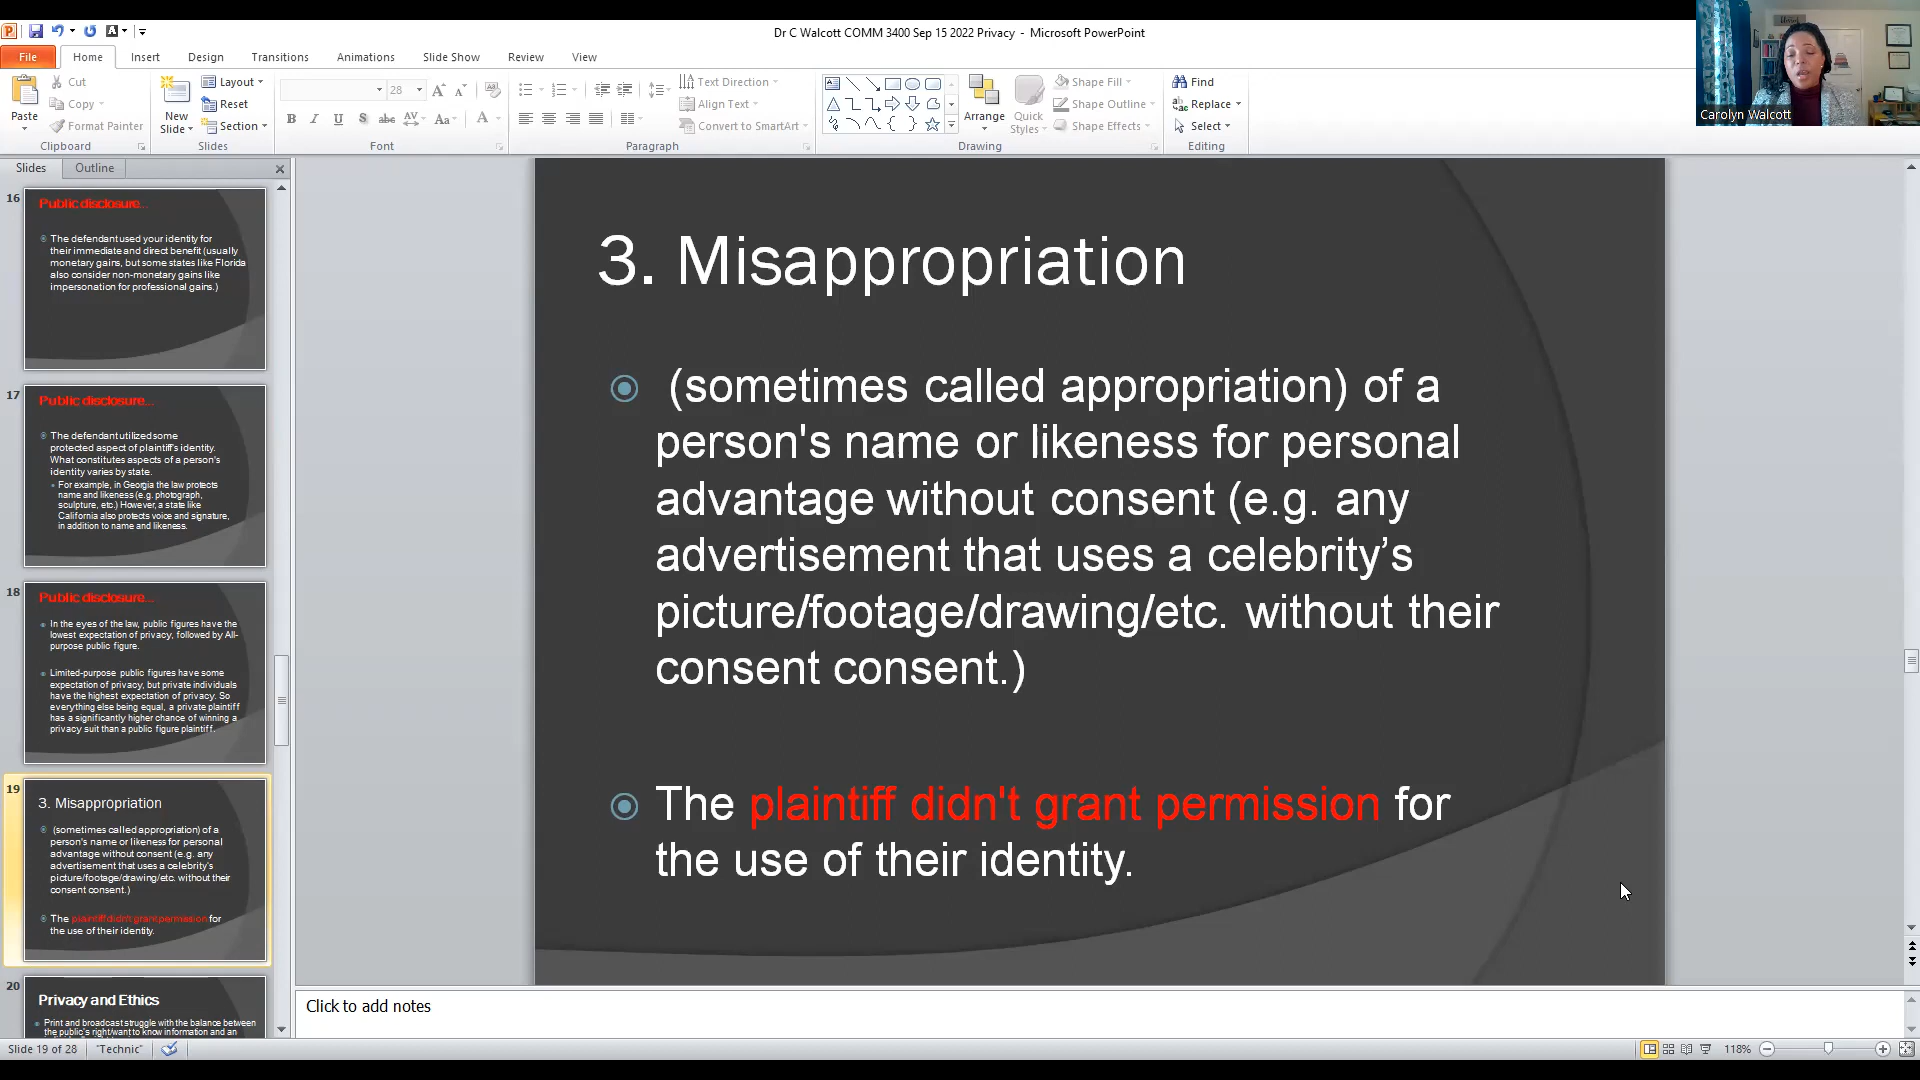 Dr C Walcott COMM 3400 Sep 15 2022 Privacy - Microsoft PowerPoint
File Home Insert Design Transitions Animations Slide Show Review View
Paste
Cut
Copy
Format Painter
Clipboard
New Slide
Layout
Reset
Section
Slides
28
B I U S abc AV Aa A
Font
Text Direction
Align Text
Convert to SmartArt
Paragraph
Arrange
Quick Styles
Shape Fill
Shape Outline
Shape Effects
Drawing
Find
Replace
Select
Editing
Carolyn Walcott
Slides Outline
16
Public disclosure...
The defendant used your identity for
their immediate and direct benefit (usually
monetary gains, but some states like Florida
also consider non-monetary gains like
impersonation for professional gains.)
17
Public disclosure...
The defendant utilized some
protected aspect of plaintiff's identity.
What constitutes aspects of a person's
identity varies by state.
For example, in Georgia the law protects
name and likeness (e.g. photograph,
sculpture, etc.) However, a state like
California also protects voice and signature,
in addition to name and likeness.
18
Public disclosure...
In the eyes of the law, public figures have the
lowest expectation of privacy, followed by All-
purpose public figure.
Limited-purpose public figures have some
expectation of privacy, but private individuals
have the highest expectation of privacy. So
everything else being equal, a private plaintiff
has a significantly higher chance of winning a
privacy suit than a public figure plaintiff.
19
3. Misappropriation
(sometimes called appropriation) of a
person's name or likeness for personal
advantage without consent (e.g. any
advertisement that uses a celebrity's
picture/footage/drawing/etc. without their
consent consent.)
The plaintiff didn't grant permission for
the use of their identity.
20
Privacy and Ethics
Print and broadcast struggle with the balance between
the public's right/want to know information and an
3. Misappropriation
(sometimes called appropriation) of a
person's name or likeness for personal
advantage without consent (e.g. any
advertisement that uses a celebrity’s
picture/footage/drawing/etc. without their
consent consent.)
The plaintiff didn't grant permission for
the use of their identity.
Click to add notes
Slide 19 of 28 "Technic" 118%